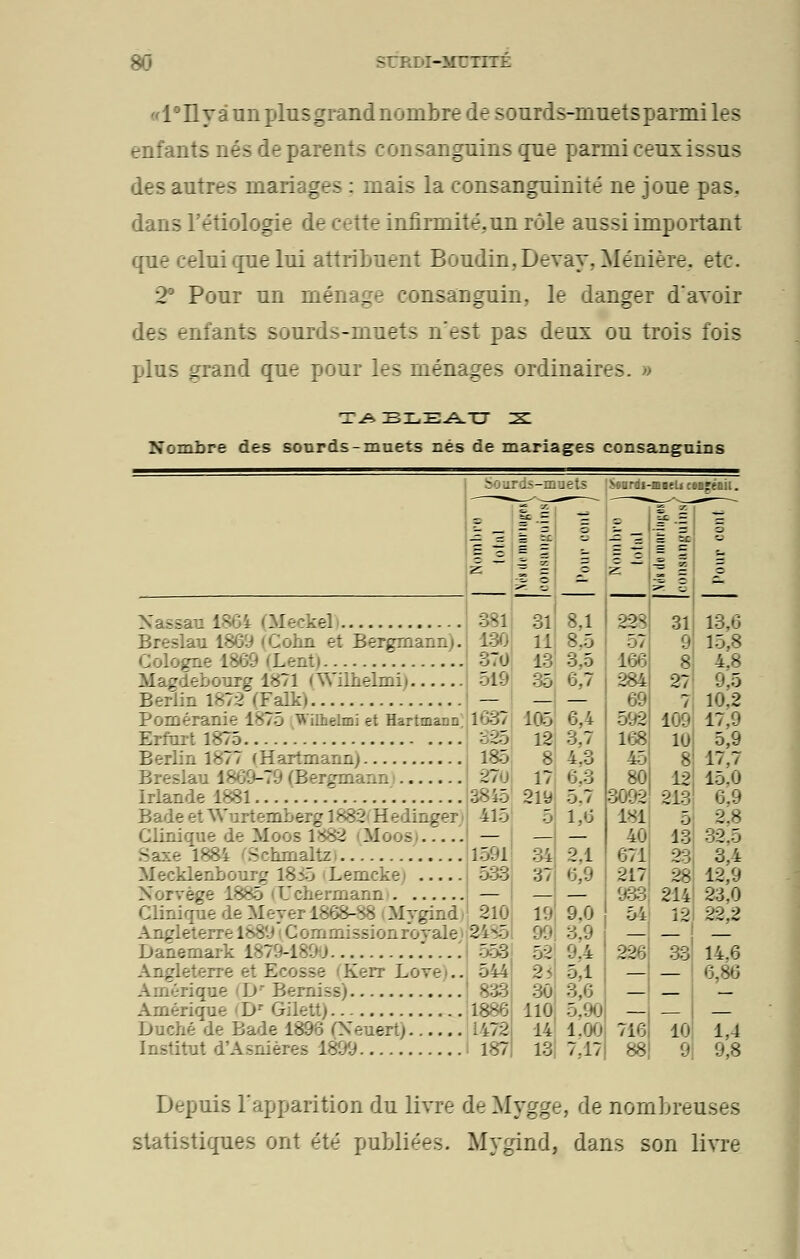 80 SURDI-MUTITÉ
«1° Il y a un plus grand nombre de sourds-muets parmi les
enfants nés de parents consanguins que parmi ceux issus
des autres mariages : mais la consanguinité ne joue pas,
dans l'étiologie de cette infirmité, un rôle aussi important
que celui que lui attribuent Boudin, Devay, Ménière, etc.
2° Pour un ménage consanguin, le danger d'avoir
des enfants sourds-muets n'est pas deux ou trois fois
plus grand que pour les ménages ordinaires. »
TABLEAU X
Nombre des sourds-muets nés de mariages consanguins
Sourds-muets Sourds-muets congénit.
Nombre total Nés de mariages consanguins Pour cent Nombre total Nés de mariages consanguins Pour cent
Nassau 1864 (Meckel) 381 31 8,1 228 31 13,6
Breslau 1869 (Cohn et Bergmann). 130 11 8,5 57 9 15,8
Cologne 1869 (Lent) 370 13 3,5 166 8 4,8
Magdebourg 1871 (Wilhelmi) 519 35 6,7 284 27 9,5
Berlin 1872 (Falk) — — — 69 7 10,2
Poméranie 1875 (Wilhelmi et Hartmann) 1637 105 6,4 592 109 17,9
Erfurt 1875 325 12 3,7 168 10 5,9
Berlin 1877 (Hartmann) 185 8 4,3 45 8 17,7
Breslau 1869-79 (Bergmann) 270 17 6,3 80 12 15,0
Irlande 1881 3845 219 5,7 3092 213 6,9
Bade et Wurtemberg 1882 (Hedinger) 415 5 1,6 181 5 2,8
Clinique de Moos 1882 (Moos) — — — 40 13 32,5
Saxe 1884 (Schmaltz) 1591 34 2,1 671 23 3,4
Mecklenbourg 1885 (Lemcke) 533 37 6,9 217 28 12,9
Norvège 1885 (Uchermann) — — — 933 214 23,0
Clinique de Meyer 1868-88 (Mygind) 210 19 9,0 54 12 22,2
Angleterre 1889 (Commission royale) 2485 99 3,9 — — —
Danemark 1879-1890 553 52 9,4 226 33 14,6
Angleterre et Ecosse (Kerr Love) .. 544 28 5,1 — — 6,86
Amérique (Dr Berniss) 833 30 3,6 — — —
Amérique (Dr Gilett) 1886 110 5,90 — — —
Duché de Bade 1896 (Neuert) 1472 14 1,00 716 10 1,4
Institut d'Asnières 1899 187 13 7,17 88 9 9,8
Depuis l'apparition du livre de Mygge, de nombreuses
statistiques ont été publiées. Mygind, dans son livre